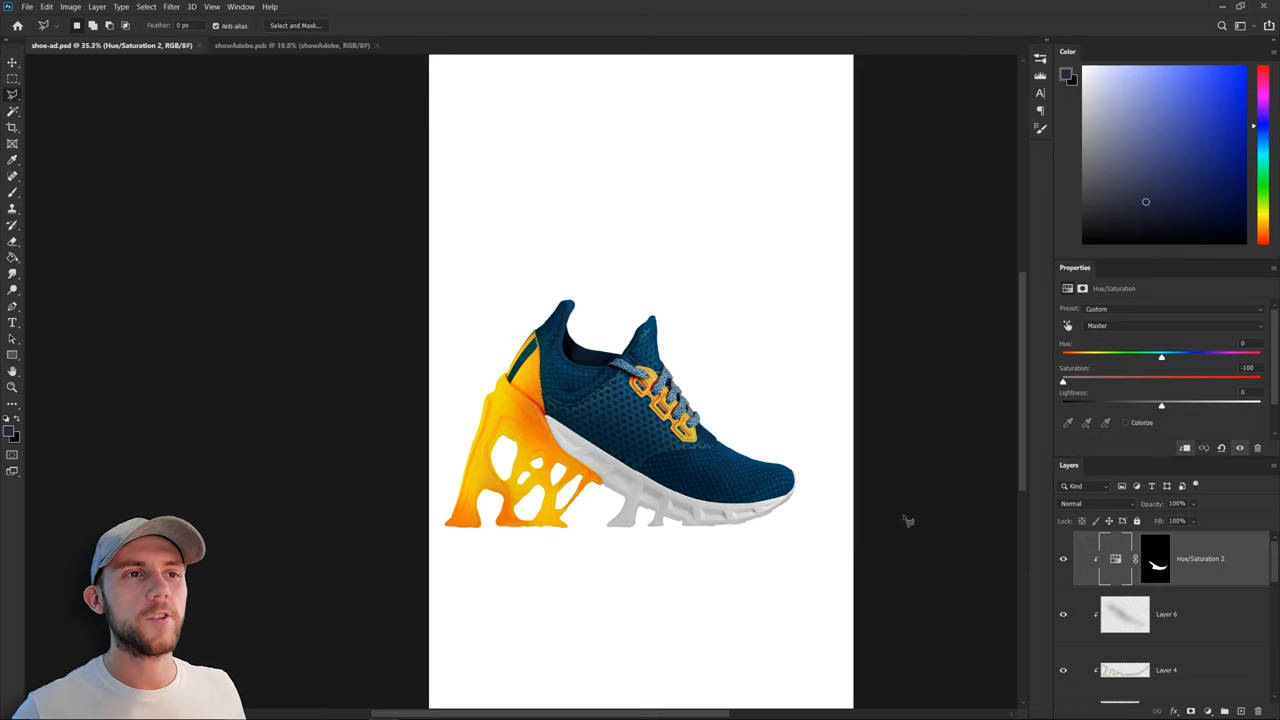 Ps File Edit Image Layer Type Select Filter 3D View Window Help
Feather: 0 px Anti-alias Select and Mask...
shoe-ad.psd @ 35.3% (Hue/Saturation 2, RGB/8#) × showAdobe.psb @ 19.8% (showAdobe, RGB/8#) ×
Color
Properties
Hue/Saturation
Preset: Custom
Master
Hue: 0
Saturation: -100
Lightness: 0
Colorize
Layers
Kind
Normal Opacity: 100%
Lock: Fill: 100%
Hue/Saturation 2
Layer 6
Layer 4